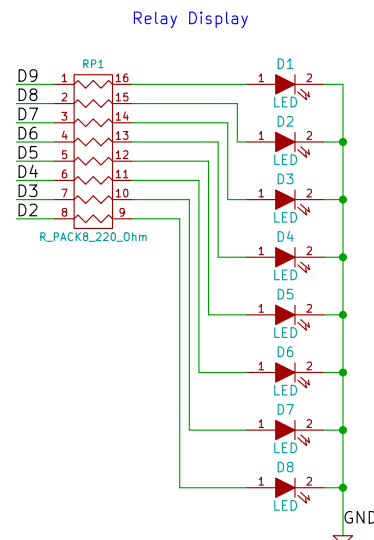 Relay Display
RP1
D9 1 16
D8 2 15
D7 3 14
D6 4 13
D5 5 12
D4 6 11
D3 7 10
D2 8 9
R_PACK8_220_Ohm
D1
1 2
LED
D2
1 2
LED
D3
1 2
LED
D4
1 2
LED
D5
1 2
LED
D6
1 2
LED
D7
1 2
LED
D8
1 2
LED
GND